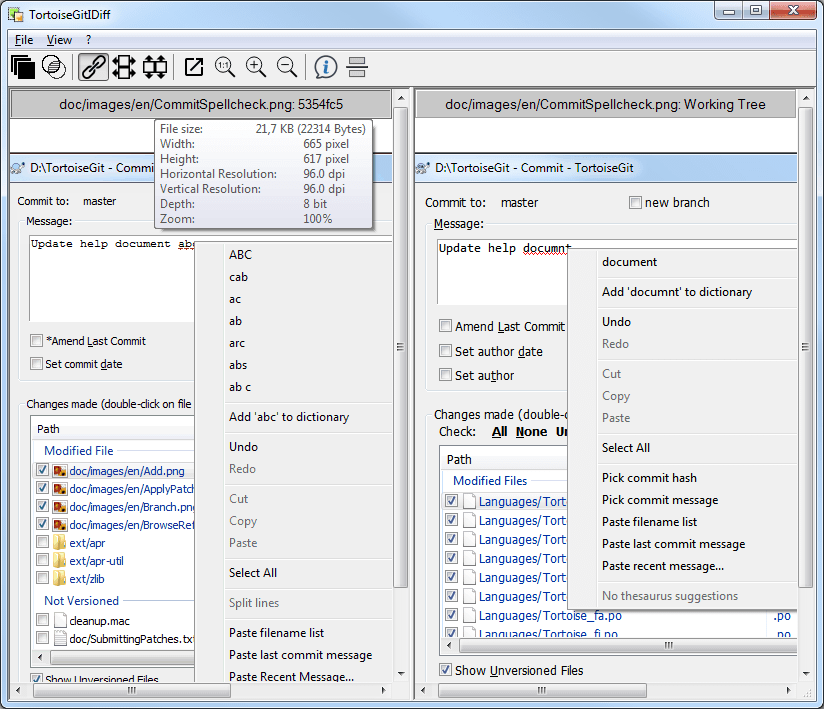 TortoiseGitIDiff
File View ?
1:1
doc/images/en/CommitSpellcheck.png: 5354fc5
File size: 21,7 KB (22314 Bytes)
Width: 665 pixel
Height: 617 pixel
Horizontal Resolution: 96.0 dpi
Vertical Resolution: 96.0 dpi
Depth: 8 bit
Zoom: 100%
D:\TortoiseGit - Commi
Commit to: master
Message:
Update help document abc
ABC
cab
ac
ab
arc
abs
ab c
Add 'abc' to dictionary
Undo
Redo
Cut
Copy
Paste
Select All
Split lines
Paste filename list
Paste last commit message
Paste Recent Message...
*Amend Last Commit
Set commit date
Changes made (double-click on file
Path
Modified File
doc/images/en/Add.png
doc/images/en/ApplyPatch
doc/images/en/Branch.png
doc/images/en/BrowseRef
ext/apr
ext/apr-util
ext/zlib
Not Versioned
cleanup.mac
doc/SubmittingPatches.tx
Show Unversioned Files
doc/images/en/CommitSpellcheck.png: Working Tree
D:\TortoiseGit - Commit - TortoiseGit
Commit to: master
new branch
Message:
Update help documnt
document
Add 'documnt' to dictionary
Undo
Redo
Cut
Copy
Paste
Select All
Pick commit hash
Pick commit message
Paste filename list
Paste last commit message
Paste recent message...
No thesaurus suggestions
Amend Last Commit
Set author date
Set author
Changes made (double-c
Check: All None Un
Path
Modified Files
Languages/Tort
Languages/Tort
Languages/Tort
Languages/Tort
Languages/Tort
Languages/Tort
Languages/Tortoise_fa.po .po
Languages/Tortoise_fi.po .po
Show Unversioned Files